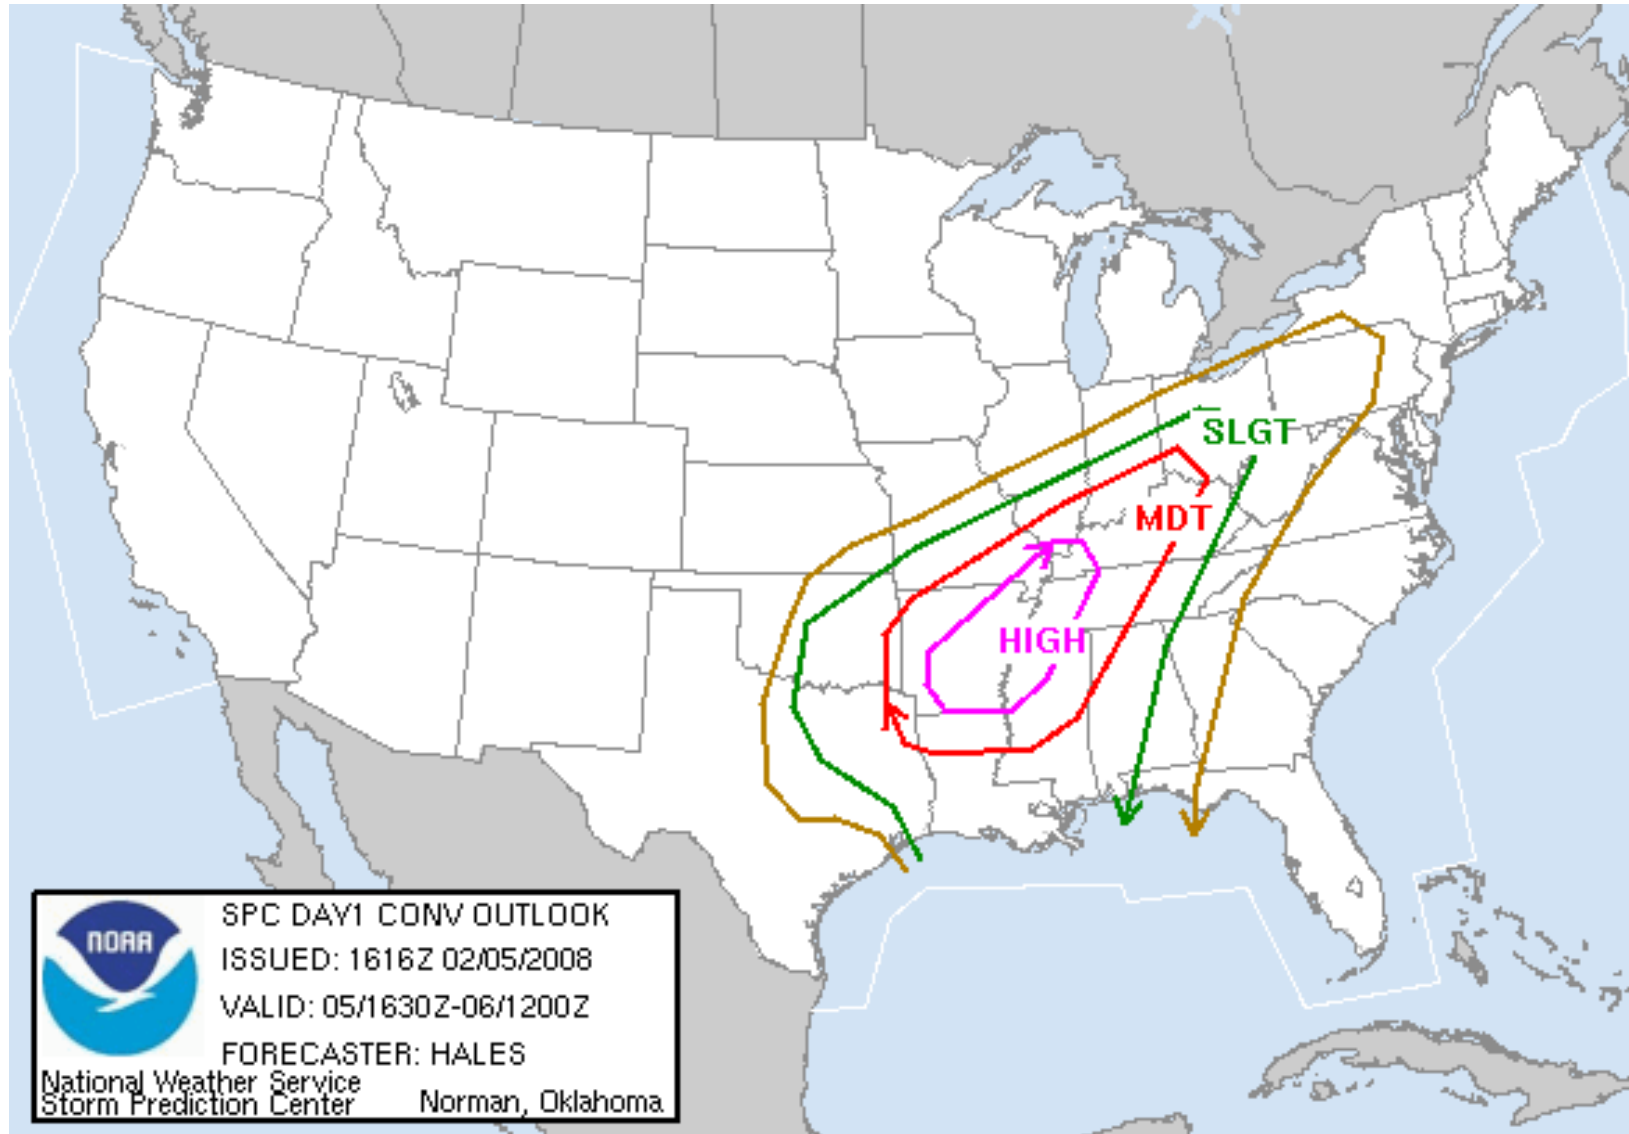 SLGT
MDT
HIGH
NOAA
SPC DAY1 CONV OUTLOOK
ISSUED: 1616Z 02/05/2008
VALID: 05/1630Z-06/1200Z
FORECASTER: HALES
National Weather Service
Storm Prediction Center Norman, Oklahoma